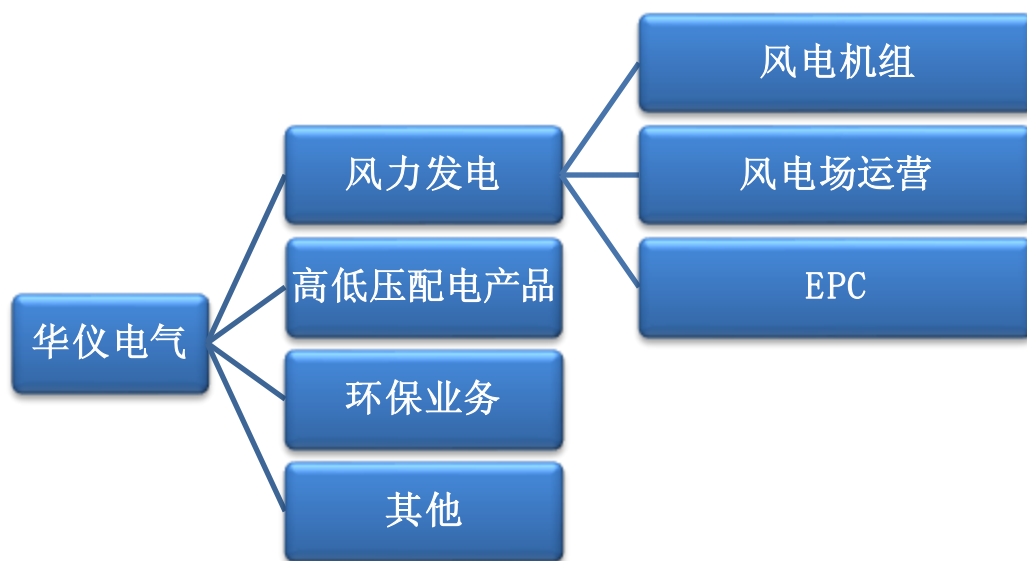 华仪电气
风力发电
高低压配电产品
环保业务
其他
风电机组
风电场运营
EPC